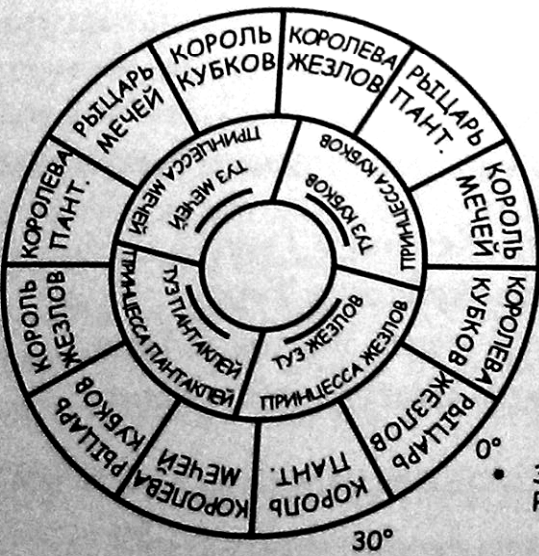 КОРОЛЬ
КУБКОВ
КОРОЛЕВА
ЖЕЗЛОВ
РЫЦАРЬ
ПАНТ.
КОРОЛЬ
МЕЧЕЙ
КОРОЛЕВА
КУБКОВ
РЫЦАРЬ
ЖЕЗЛОВ
КОРОЛЬ
ПАНТ.
КОРОЛЕВА
МЕЧЕЙ
РЫЦАРЬ
КУБКОВ
КОРОЛЬ
ЖЕЗЛОВ
КОРОЛЕВА
ПАНТ.
РЫЦАРЬ
МЕЧЕЙ
ПРИНЦЕССА МЕЧЕЙ
ТУЗ МЕЧЕЙ
ПРИНЦЕССА КУБКОВ
ТУЗ КУБКОВ
ТУЗ ЖЕЗЛОВ
ПРИНЦЕССА ЖЕЗЛОВ
ТУЗ ПАНТАКЛЕЙ
ПРИНЦЕССА ПАНТАКЛЕЙ
0°
30°